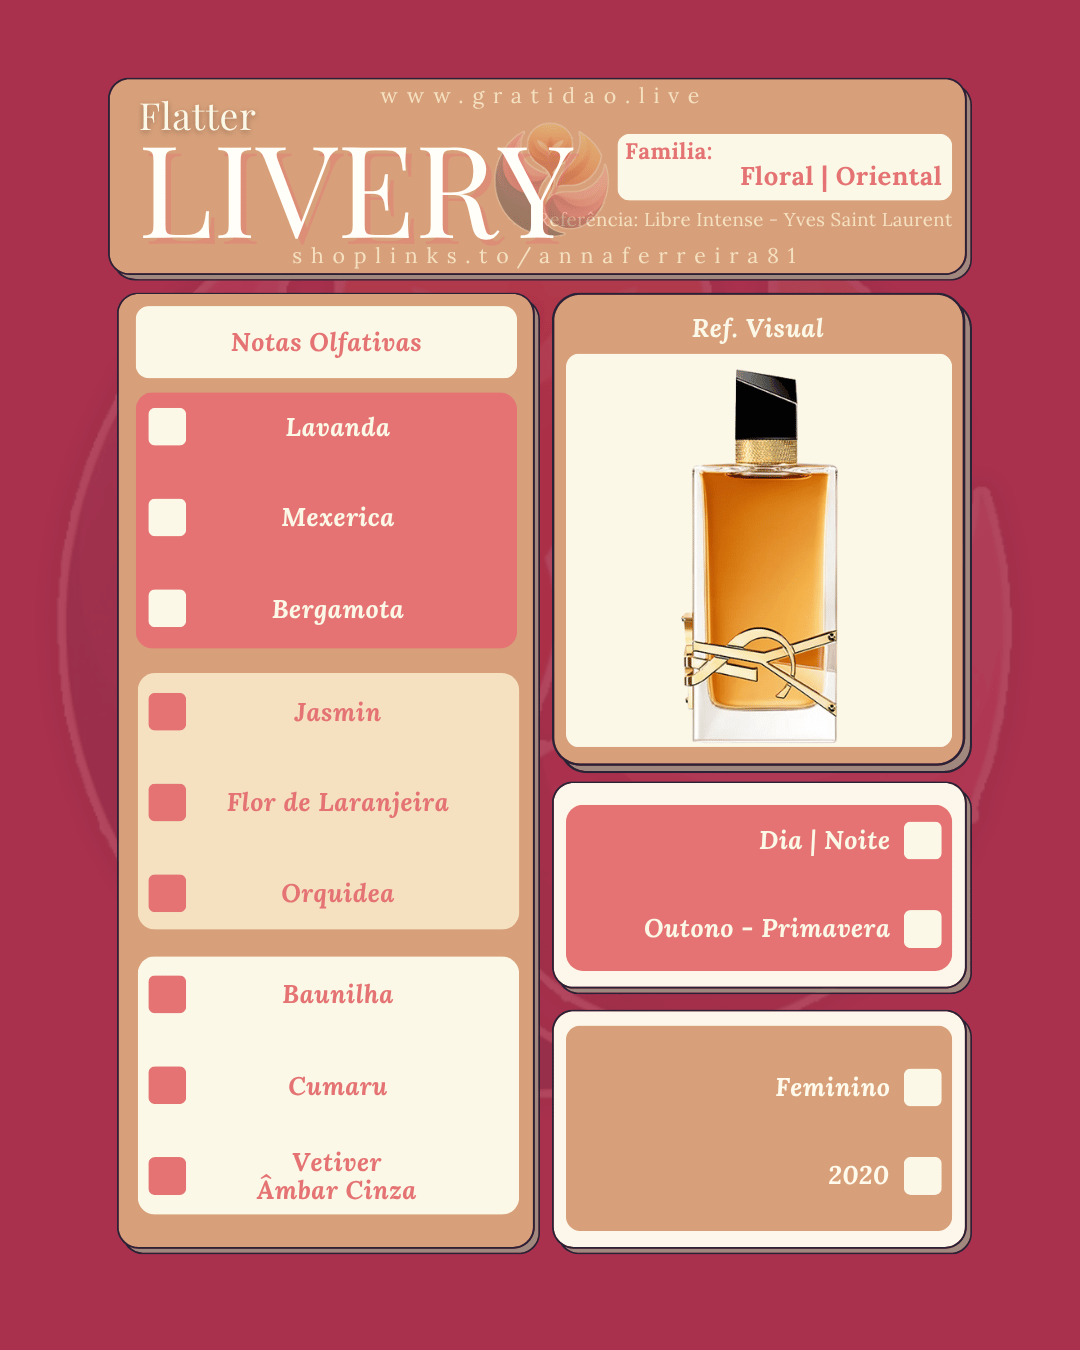 www.gratidao.live
Flatter
LIVERY
Familia:
Floral | Oriental
Referência: Libre Intense - Yves Saint Laurent
shoplinks.to/annaferreira81
Notas Olfativas
Lavanda
Mexerica
Bergamota
Jasmin
Flor de Laranjeira
Orquidea
Baunilha
Cumaru
Vetiver
Âmbar Cinza
Ref. Visual
Dia | Noite
Outono - Primavera
Feminino
2020